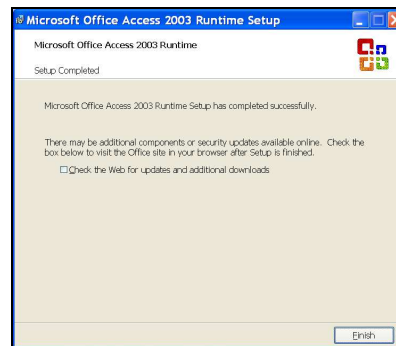 Microsoft Office Access 2003 Runtime Setup
Microsoft Office Access 2003 Runtime
Setup Completed
Microsoft Office Access 2003 Runtime Setup has completed successfully.
There may be additional components or security updates available online. Check the
box below to visit the Office site in your browser after Setup is finished.
Check the Web for updates and additional downloads
Finish